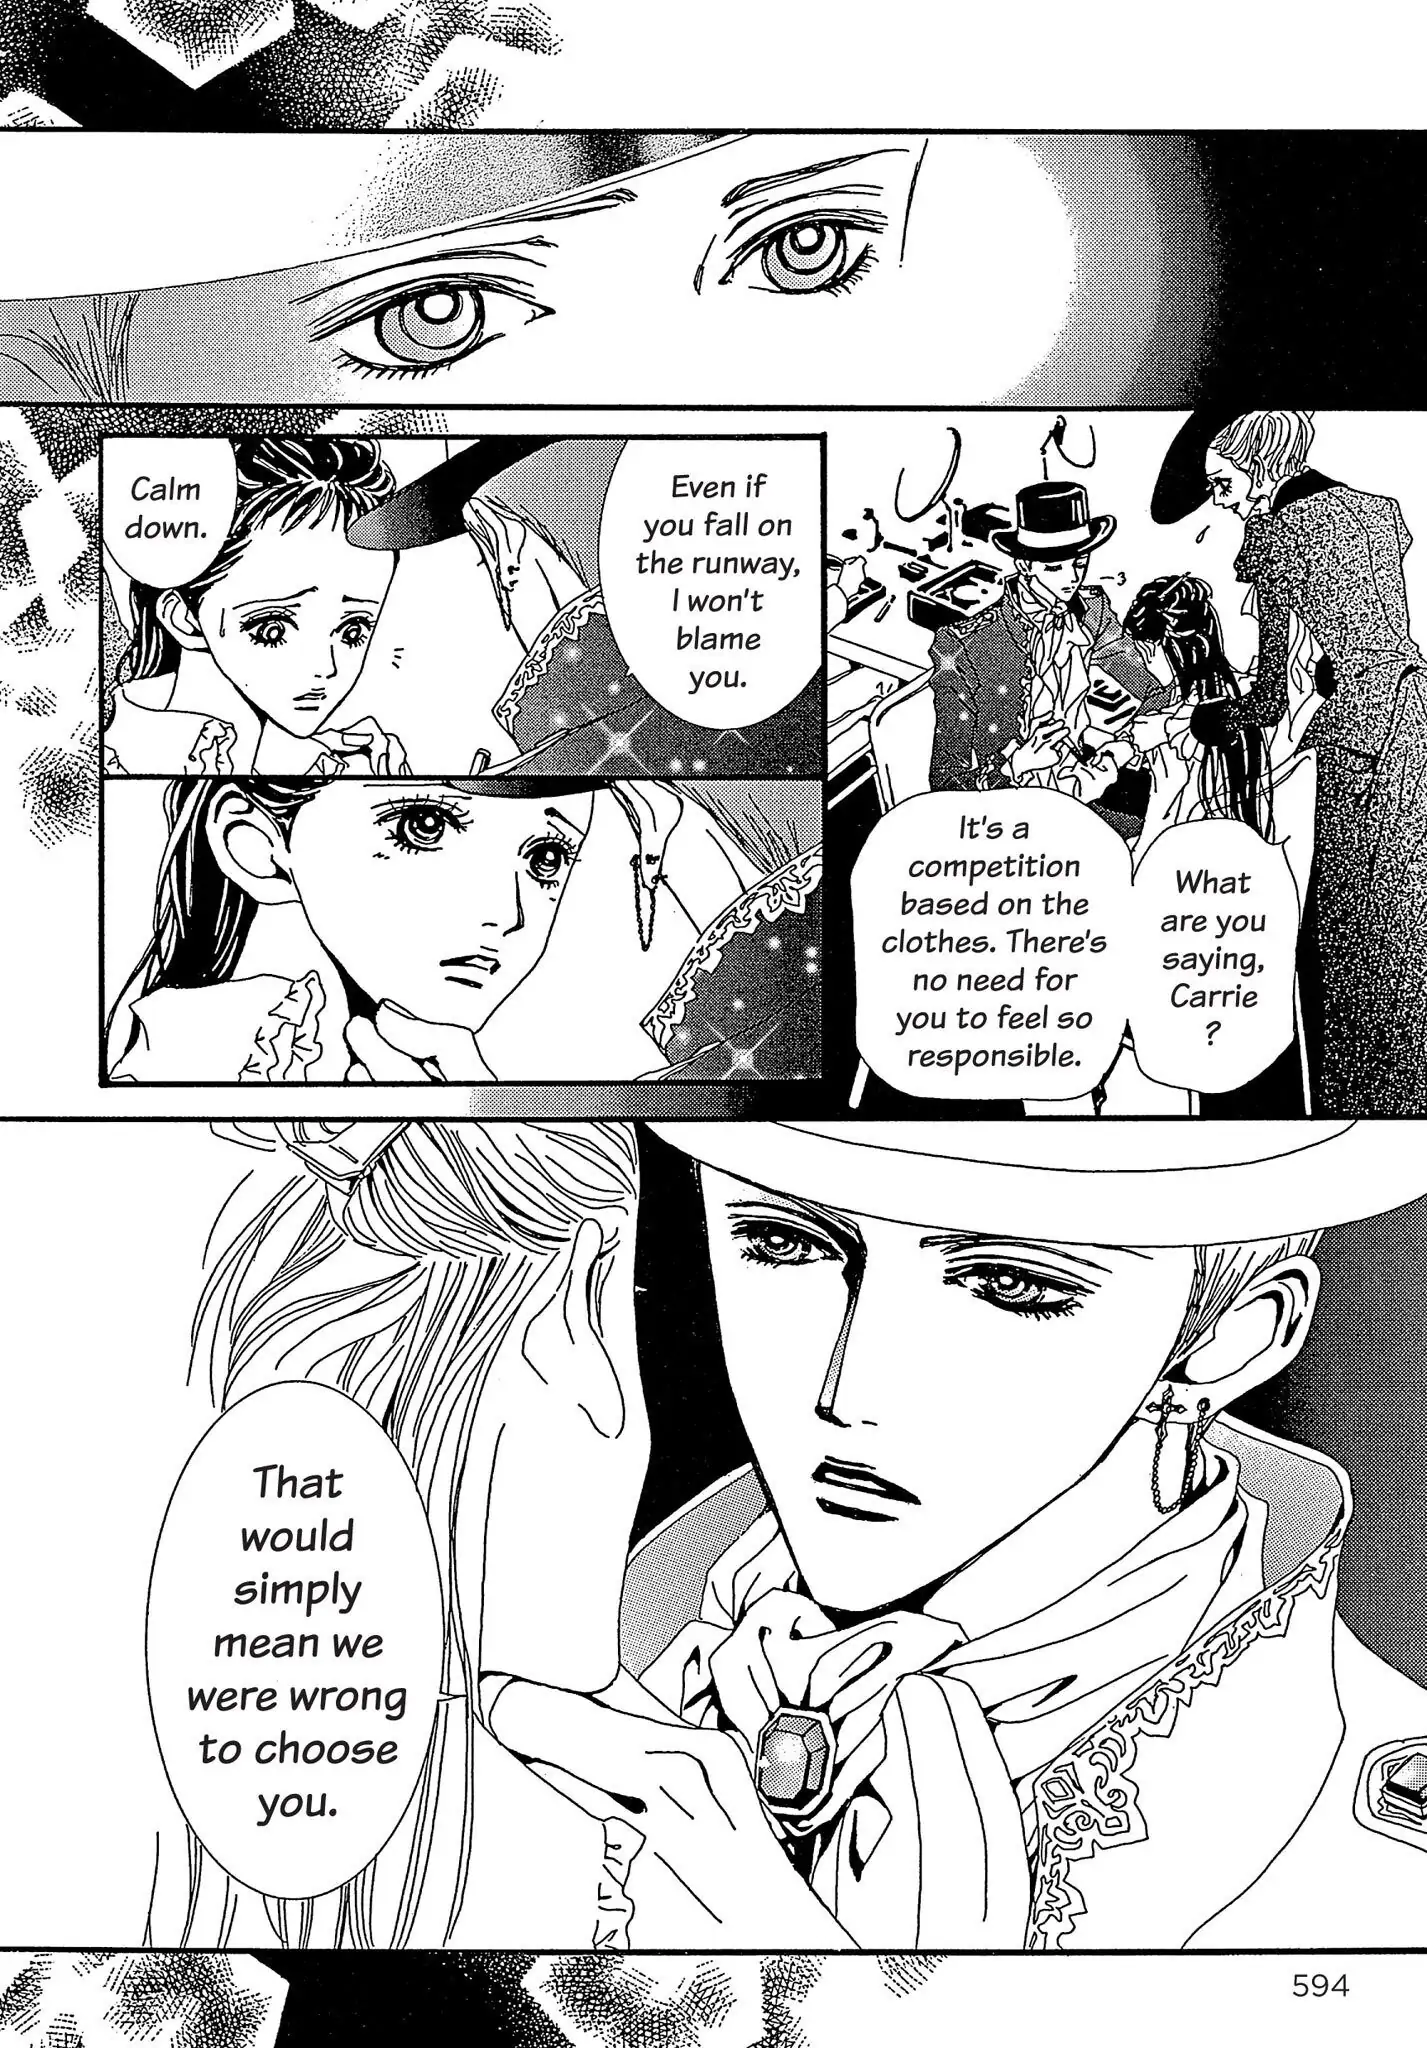 What
are you
saying,
Carrie
?
It's a
competition
based on the
clothes. There's
no need for
you to feel so
responsible.
Even if
you fall on
the runway,
I won't
blame
you.
Calm
down.
That
would
simply
mean we
were wrong
to choose
you.
594